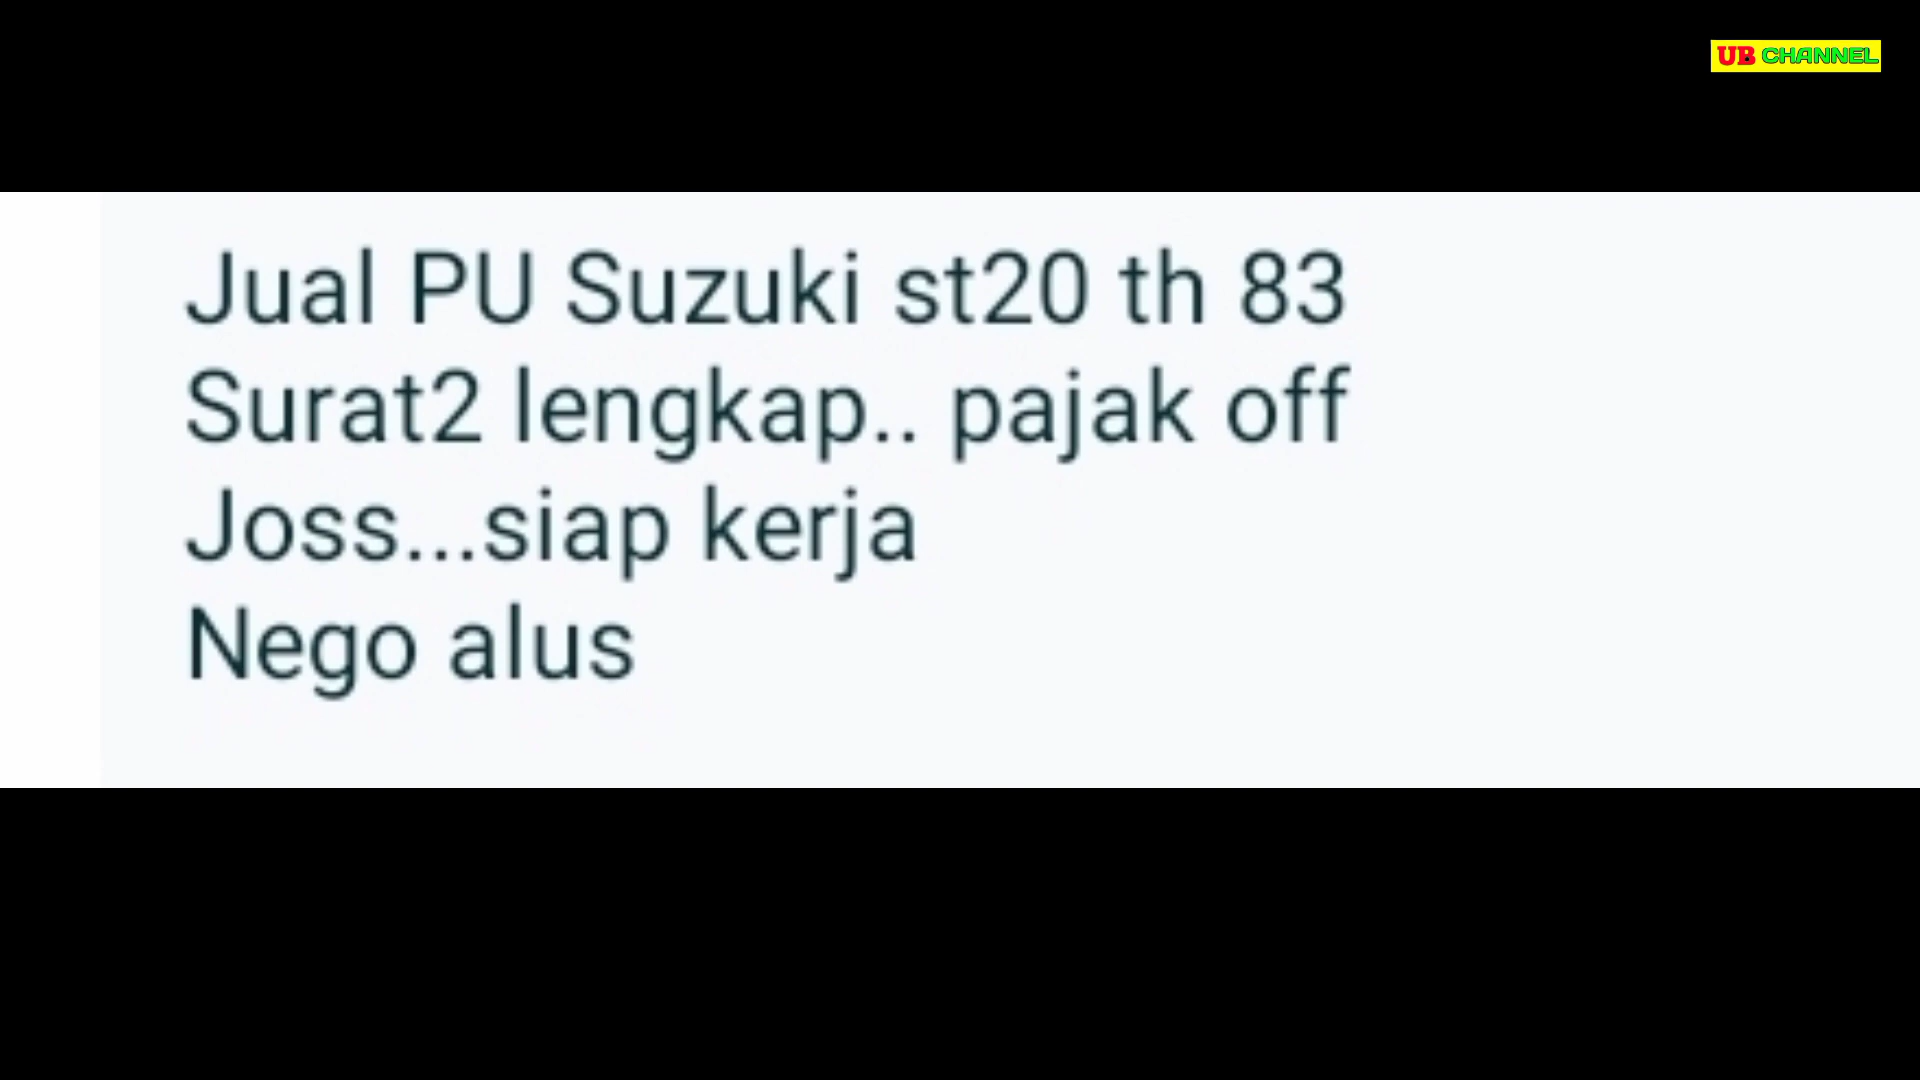 UB CHANNEL
Jual PU Suzuki st20 th 83
Surat2 lengkap.. pajak off
Joss...siap kerja
Nego alus